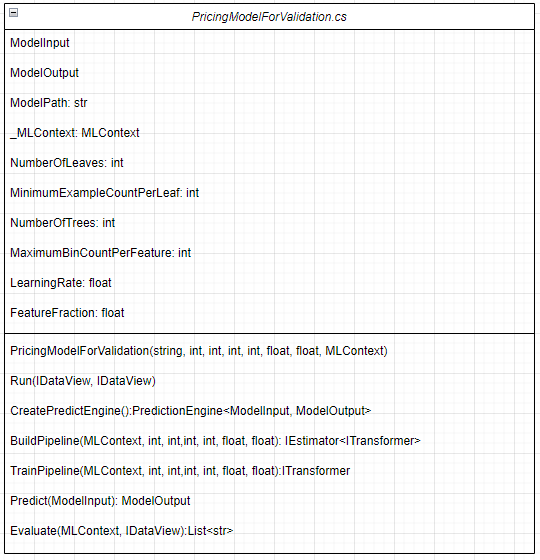 PricingModelForValidation.cs
ModelInput
ModelOutput
ModelPath: str
_MLContext: MLContext
NumberOfLeaves: int
MinimumExampleCountPerLeaf: int
NumberOfTrees: int
MaximumBinCountPerFeature: int
LearningRate: float
FeatureFraction: float
PricingModelForValidation(string, int, int, int, int, float, float, MLContext)
Run(IDataView, IDataView)
CreatePredictEngine():PredictionEngine<ModelInput, ModelOutput>
BuildPipeline(MLContext, int, int,int, int, float, float): IEstimator<ITransformer>
TrainPipeline(MLContext, int, int,int, int, float, float):ITransformer
Predict(ModelInput): ModelOutput
Evaluate(MLContext, IDataView):List<str>